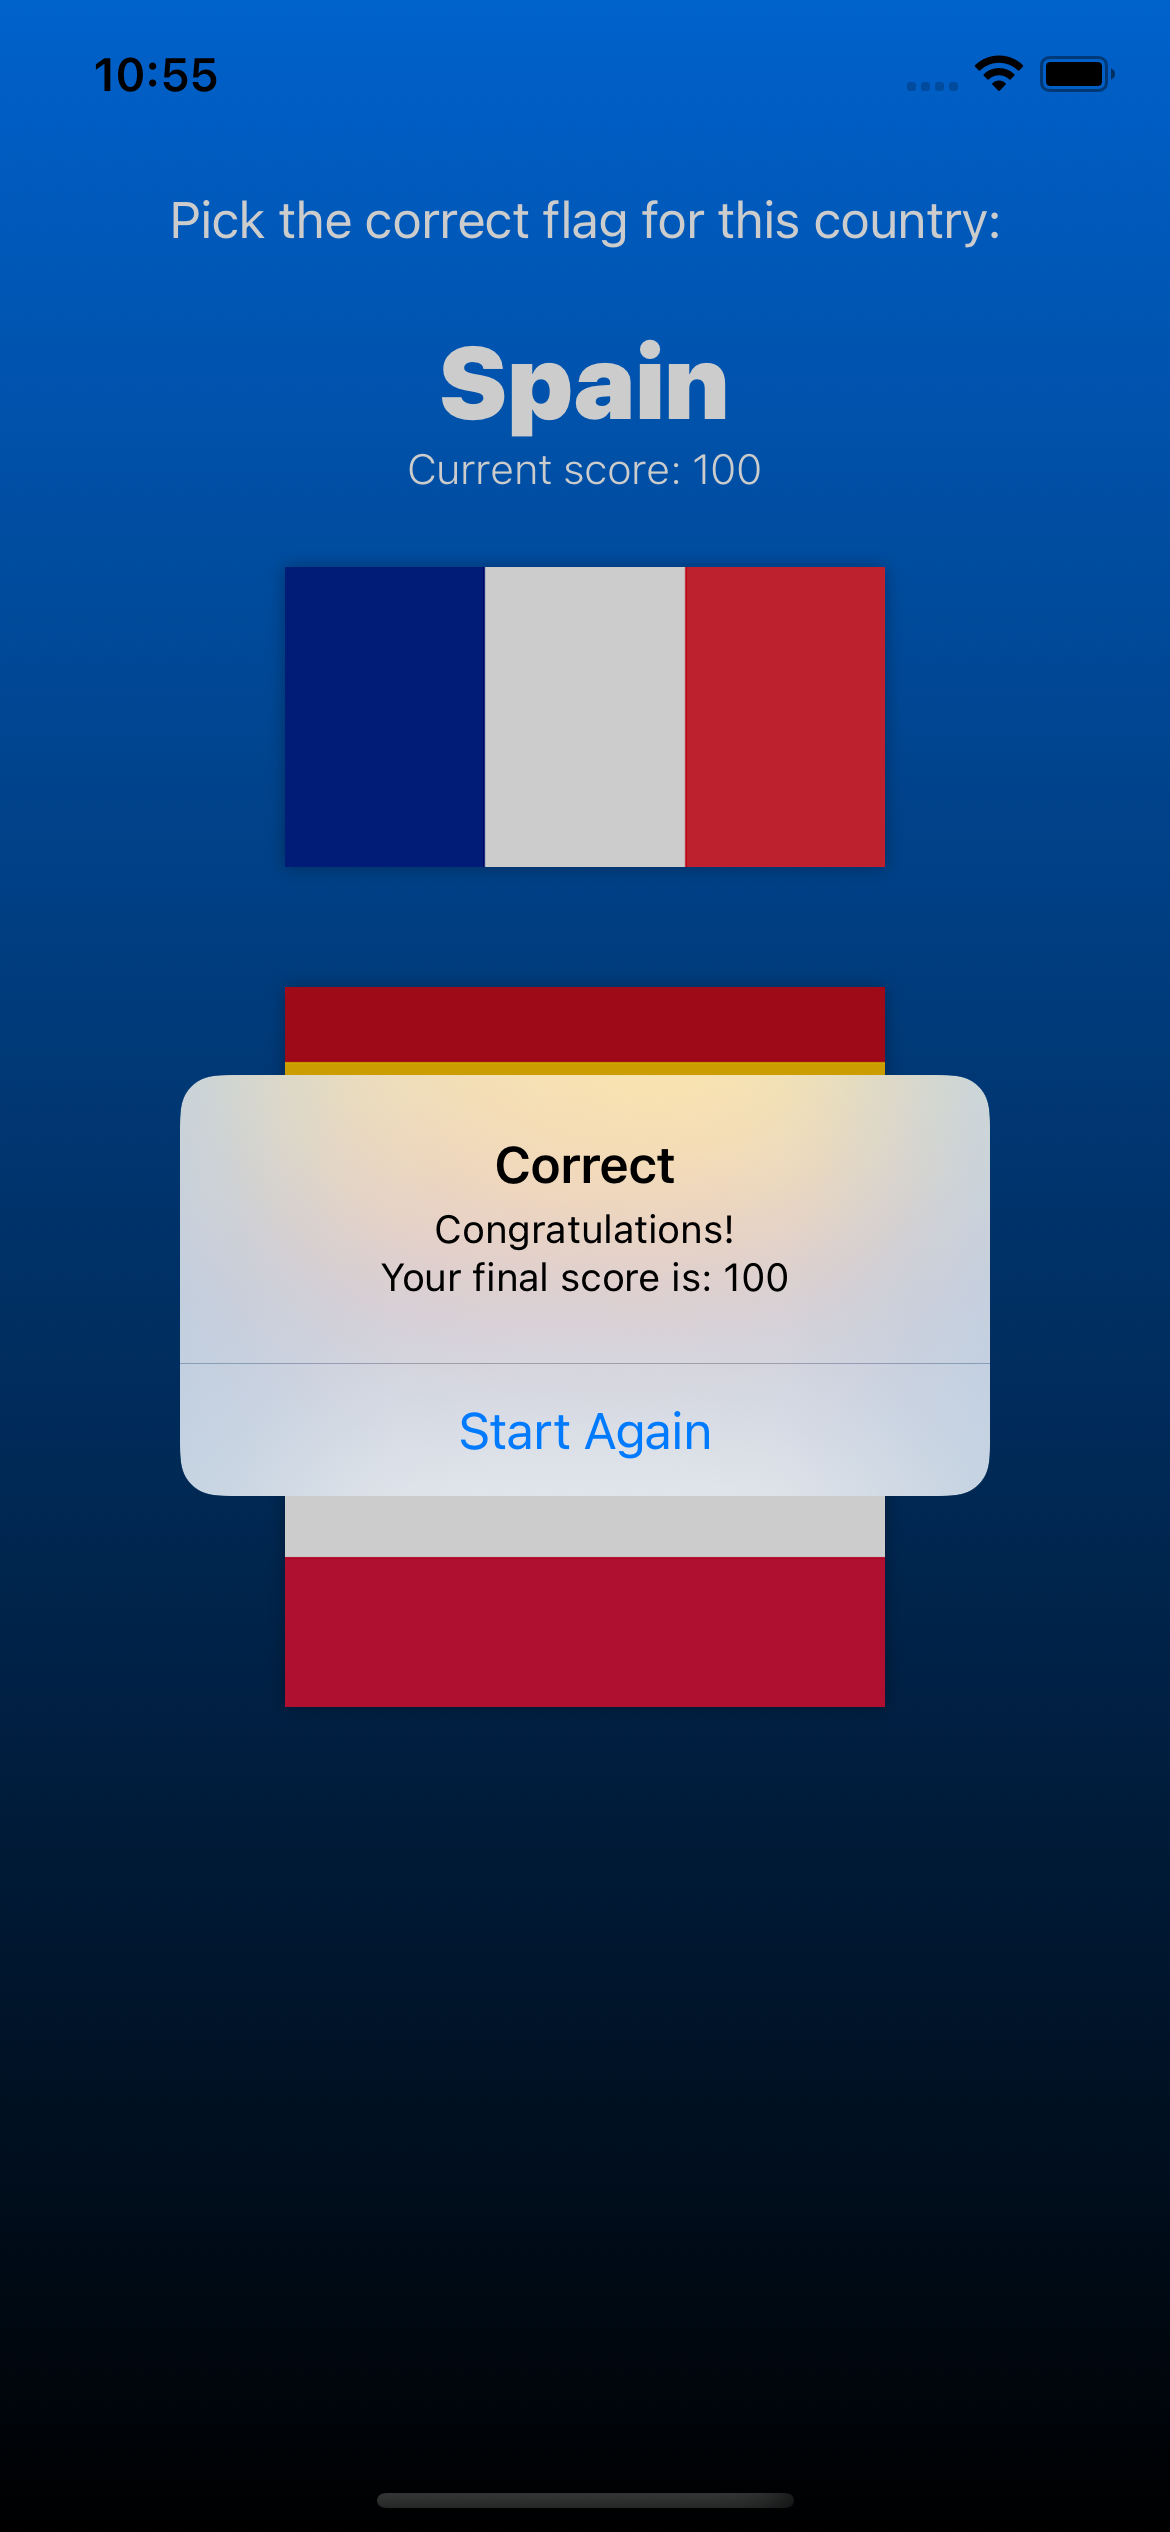 10:55
Pick the correct flag for this country:
Spain
Current score: 100
Correct
Congratulations!
Your final score is: 100
Start Again